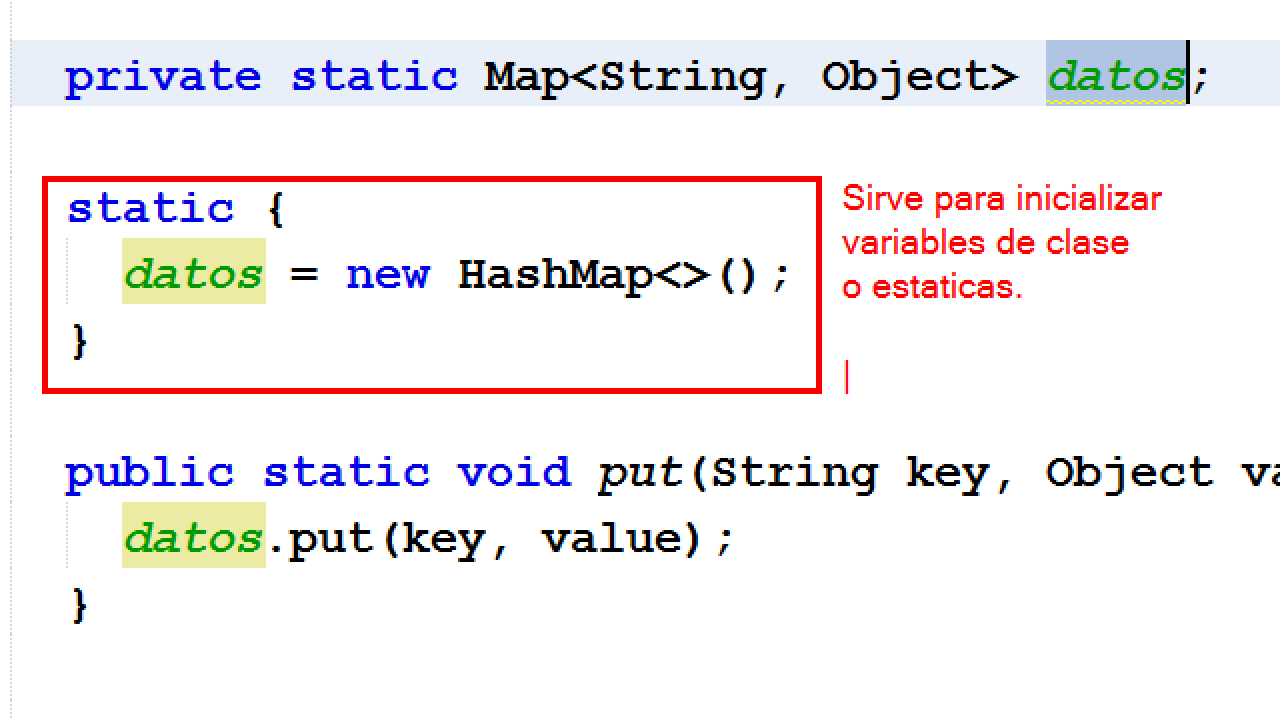 private static Map<String, Object> datos;
static {
datos = new HashMap<>();
}
Sirve para inicializar
variables de clase
o estaticas.
public static void put(String key, Object va
datos.put(key, value);
}